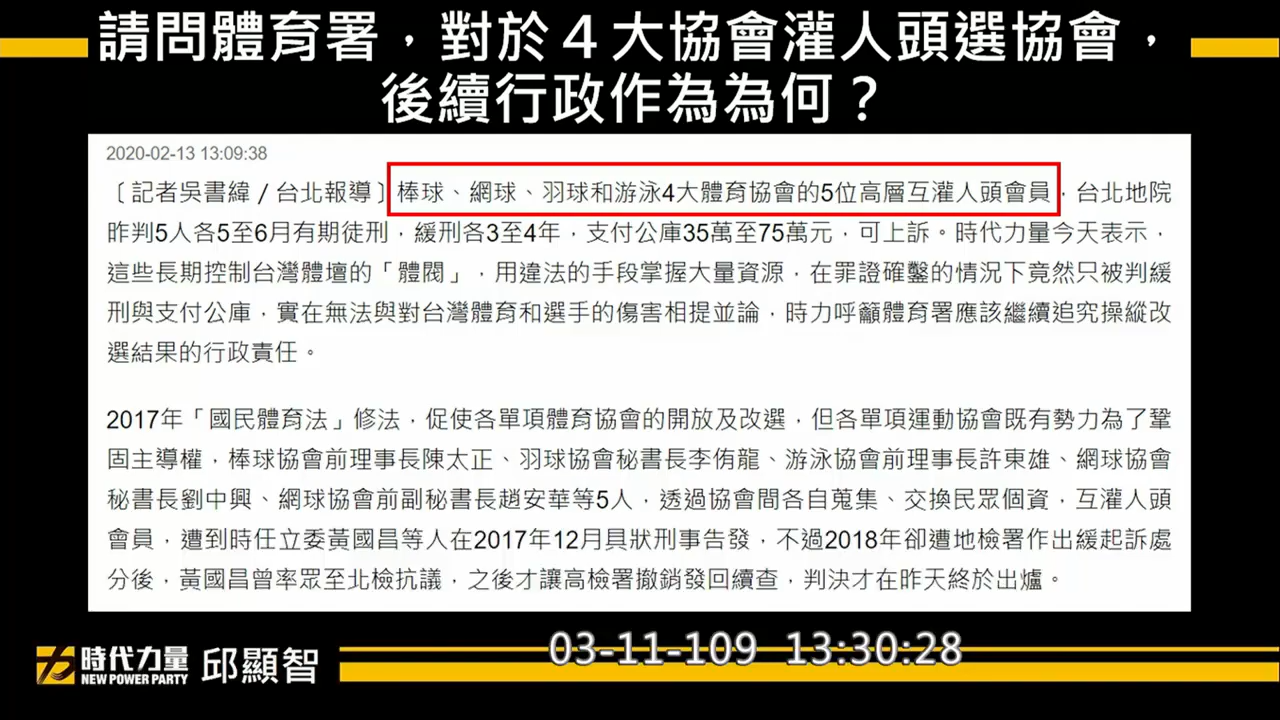 請問體育署，對於４大協會灌人頭選協會，
後續行政作為為何？
2020-02-13 13:09:38
〔記者吳書緯／台北報導〕棒球、網球、羽球和游泳4大體育協會的5位高層互灌人頭會員，台北地院
昨判5人各5至6月有期徒刑，緩刑各3至4年，支付公庫35萬至75萬元，可上訴。時代力量今天表示，
這些長期控制台灣體壇的「體閥」，用違法的手段掌握大量資源，在罪證確鑿的情況下竟然只被判緩
刑與支付公庫，實在無法與對台灣體育和選手的傷害相提並論，時力呼籲體育署應該繼續追究操縱改
選結果的行政責任。
2017年「國民體育法」修法，促使各單項體育協會的開放及改選，但各單項運動協會既有勢力為了鞏
固主導權，棒球協會前理事長陳太正、羽球協會秘書長李侑龍、游泳協會前理事長許東雄、網球協會
秘書長劉中興、網球協會前副秘書長趙安華等5人，透過協會間各自蒐集、交換民眾個資，互灌人頭
會員，遭到時任立委黃國昌等人在2017年12月具狀刑事告發，不過2018年卻遭地檢署作出緩起訴處
分後，黃國昌曾率眾至北檢抗議，之後才讓高檢署撤銷發回續查，判決才在昨天終於出爐。
時代力量 邱顯智
NEW POWER PARTY
03-11-109 13:30:28